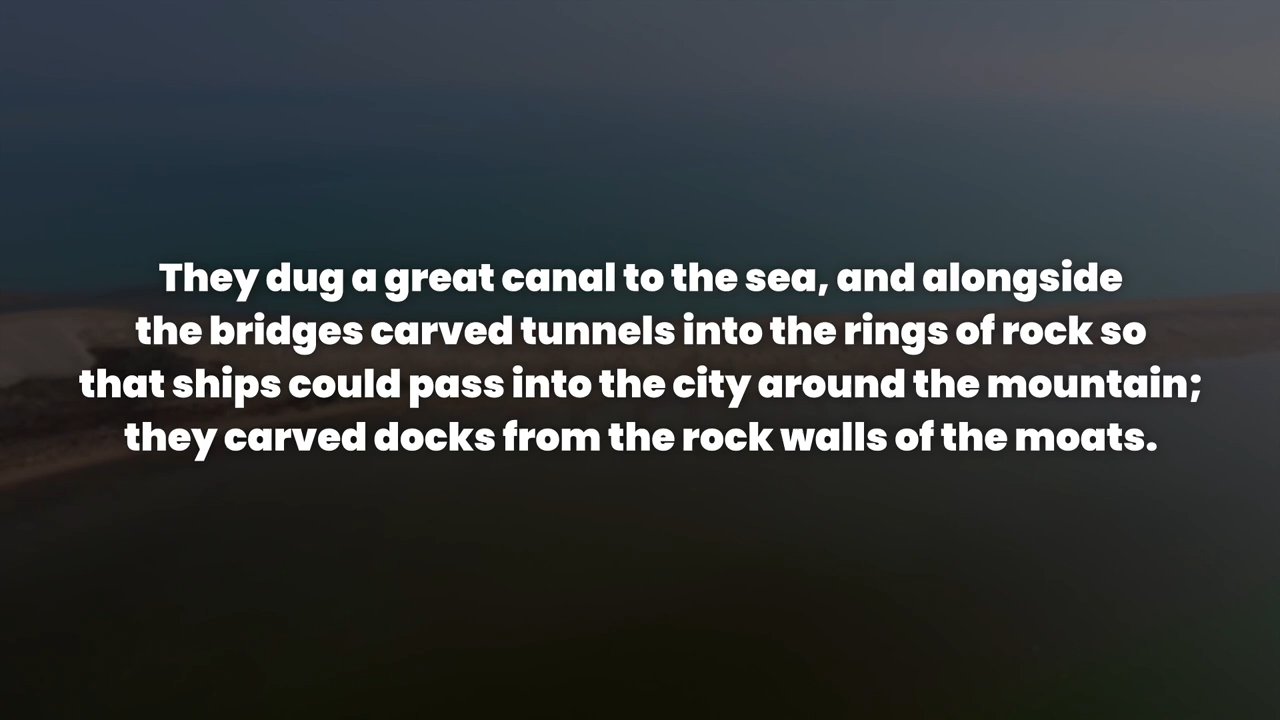 They dug a great canal to the sea, and alongside
the bridges carved tunnels into the rings of rock so
that ships could pass into the city around the mountain;
they carved docks from the rock walls of the moats.